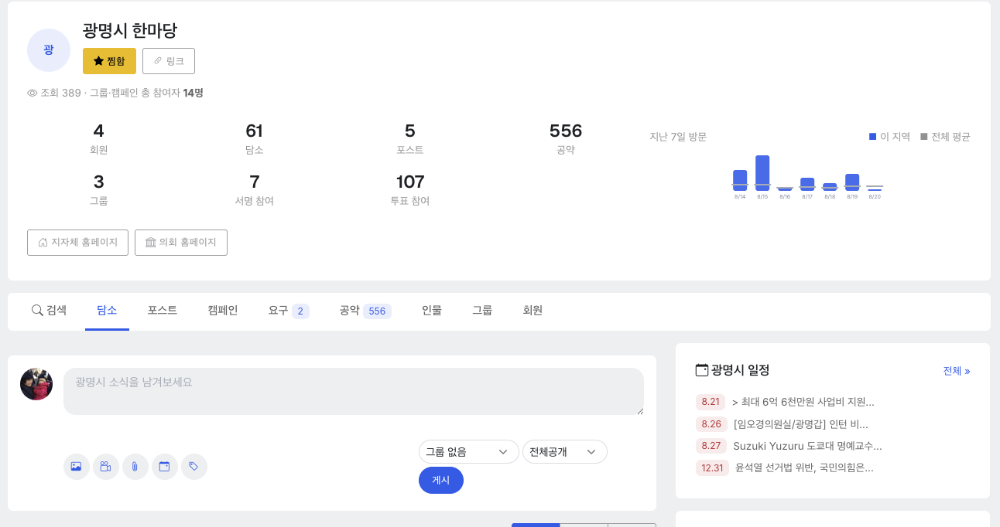 광
광명시 한마당
찜함
링크
조회 389 · 그룹·캠페인 총 참여자 14명
4
회원
61
담소
5
포스트
556
공약
3
그룹
7
서명 참여
107
투표 참여
지난 7일 방문
이 지역
전체 평균
8/14
8/15
8/16
8/17
8/18
8/19
8/20
지자체 홈페이지
의회 홈페이지
검색
담소
포스트
캠페인
요구 2
공약 556
인물
그룹
회원
광명시 소식을 남겨보세요
그룹 없음
전체공개
게시
광명시 일정
전체 »
8.21 > 최대 6억 6천만원 사업비 지원...
8.26 [임오경의원실/광명갑] 인턴 비...
8.27 Suzuki Yuzuru 도쿄대 명예교수...
12.31 윤석열 선거법 위반, 국민의힘은...